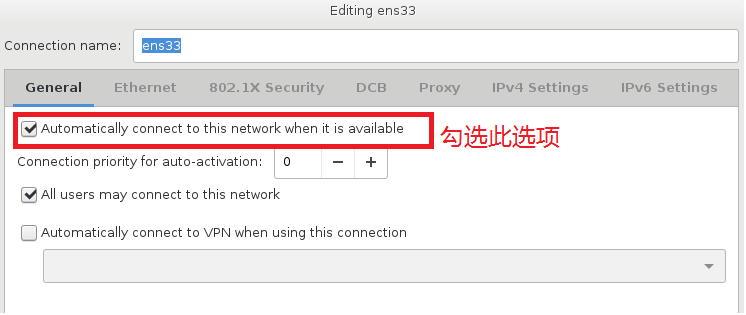 Editing ens33
Connection name: ens33
General Ethernet 802.1X Security DCB Proxy IPv4 Settings IPv6 Settings
Automatically connect to this network when it is available 勾选此选项
Connection priority for auto-activation: 0 − +
All users may connect to this network
Automatically connect to VPN when using this connection